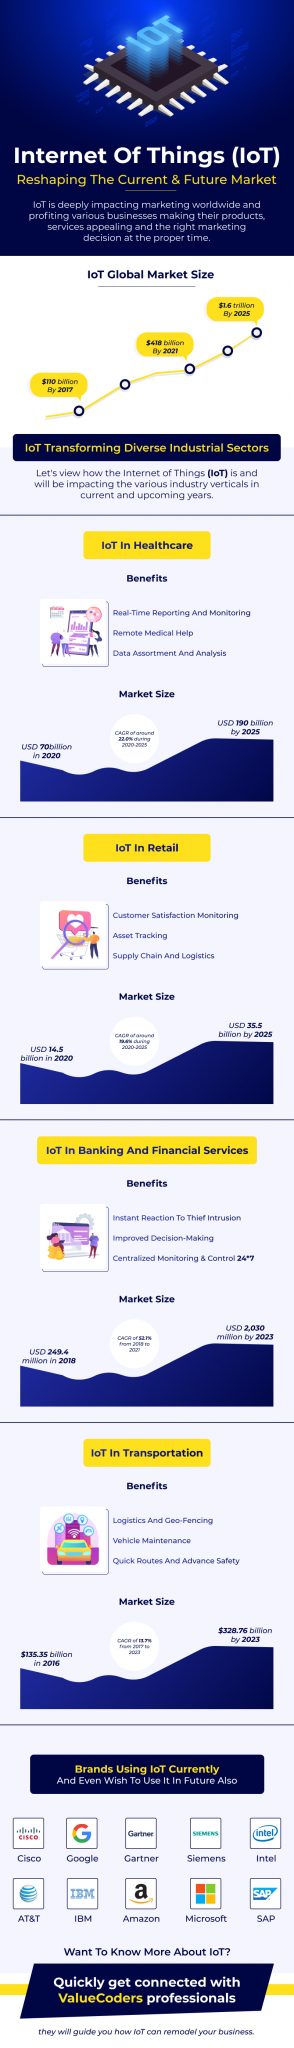 IOT
Internet Of Things (IoT)
Reshaping The Current & Future Market
IoT is deeply impacting marketing worldwide and
profiting various businesses making their products,
services appealing and the right marketing
decision at the proper time.
IoT Global Market Size
$1.6 trillion
By 2025
$418 billion
By 2021
$110 billion
By 2017
IoT Transforming Diverse Industrial Sectors
Let's view how the Internet of Things (IoT) is and
will be impacting the various industry verticals in
current and upcoming years.
IoT In Healthcare
Benefits
Real-Time Reporting And Monitoring
Remote Medical Help
Data Assortment And Analysis
Market Size
USD 70billion
in 2020
CAGR of around
22.0% during
2020-2025
USD 190 billion
by 2025
IoT In Retail
Benefits
Customer Satisfaction Monitoring
Asset Tracking
Supply Chain And Logistics
Market Size
USD 14.5
billion in 2020
CAGR of around
19.6% during
2020-2025
USD 35.5
billion by 2025
IoT In Banking And Financial Services
Benefits
Instant Reaction To Thief Intrusion
Improved Decision-Making
Centralized Monitoring & Control 24*7
Market Size
USD 249.4
million in 2018
CAGR of 52.1%
from 2018 to
2021
USD 2,030
million by 2023
IoT In Transportation
Benefits
Logistics And Geo-Fencing
Vehicle Maintenance
Quick Routes And Advance Safety
Market Size
$135.35 billion
in 2016
CAGR of 13.7%
from 2017 to
2023
$328.76 billion
by 2023
Brands Using IoT Currently
And Even Wish To Use It In Future Also
CISCO
G
Gartner
SIEMENS
intel
Cisco
Google
Gartner
Siemens
Intel
IBM
a
SAP
AT&T
IBM
Amazon
Microsoft
SAP
Want To Know More About IoT?
Quickly get connected with
ValueCoders professionals
they will guide you how IoT can remodel your business.